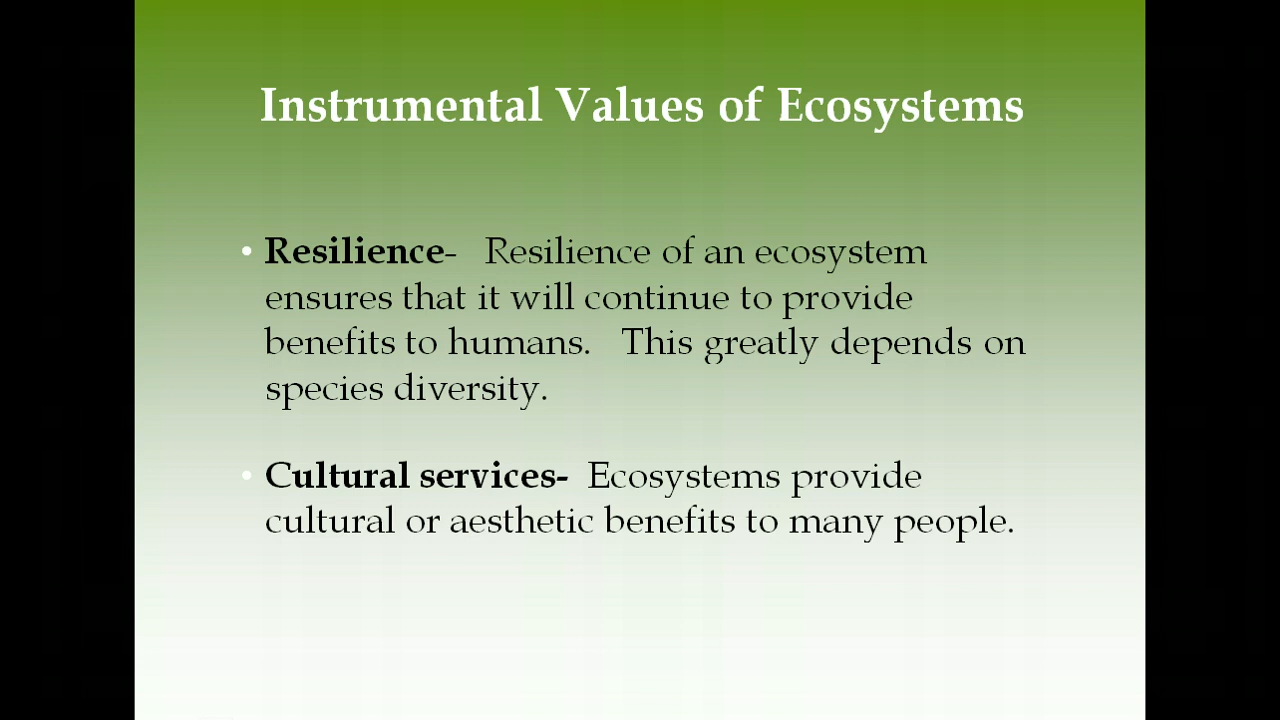 Instrumental Values of Ecosystems
• Resilience- Resilience of an ecosystem
ensures that it will continue to provide
benefits to humans. This greatly depends on
species diversity.
• Cultural services- Ecosystems provide
cultural or aesthetic benefits to many people.